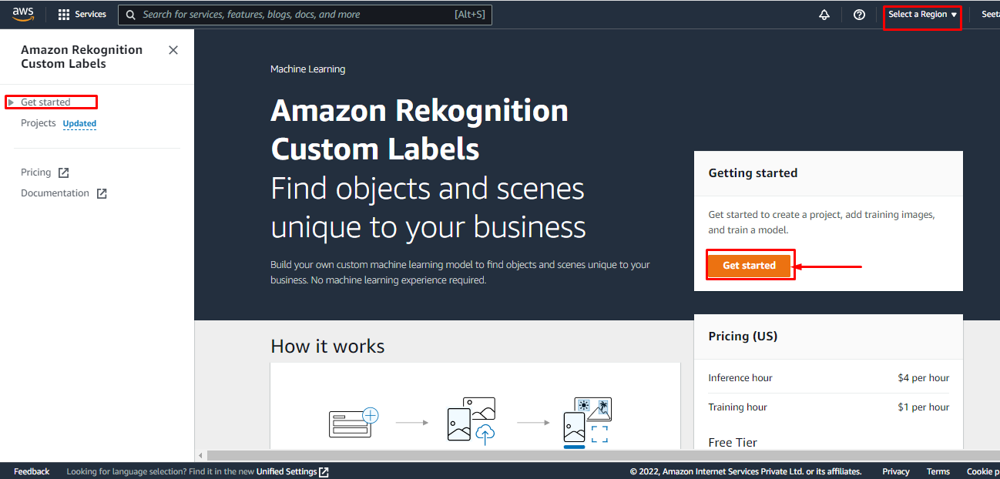 aws
Services
Search for services, features, blogs, docs, and more
[Alt+S]
Select a Region
Amazon Rekognition
Custom Labels
Get started
Projects Updated
Pricing
Documentation
Machine Learning
Amazon Rekognition
Custom Labels
Find objects and scenes
unique to your business
Build your own custom machine learning model to find objects and scenes unique to your
business. No machine learning experience required.
Getting started
Get started to create a project, add training images,
and train a model.
Get started
How it works
Pricing (US)
Inference hour $4 per hour
Training hour $1 per hour
Free Tier
Feedback Looking for language selection? Find it in the new Unified Settings © 2022, Amazon Internet Services Private Ltd. or its affiliates. Privacy Terms Cookie p